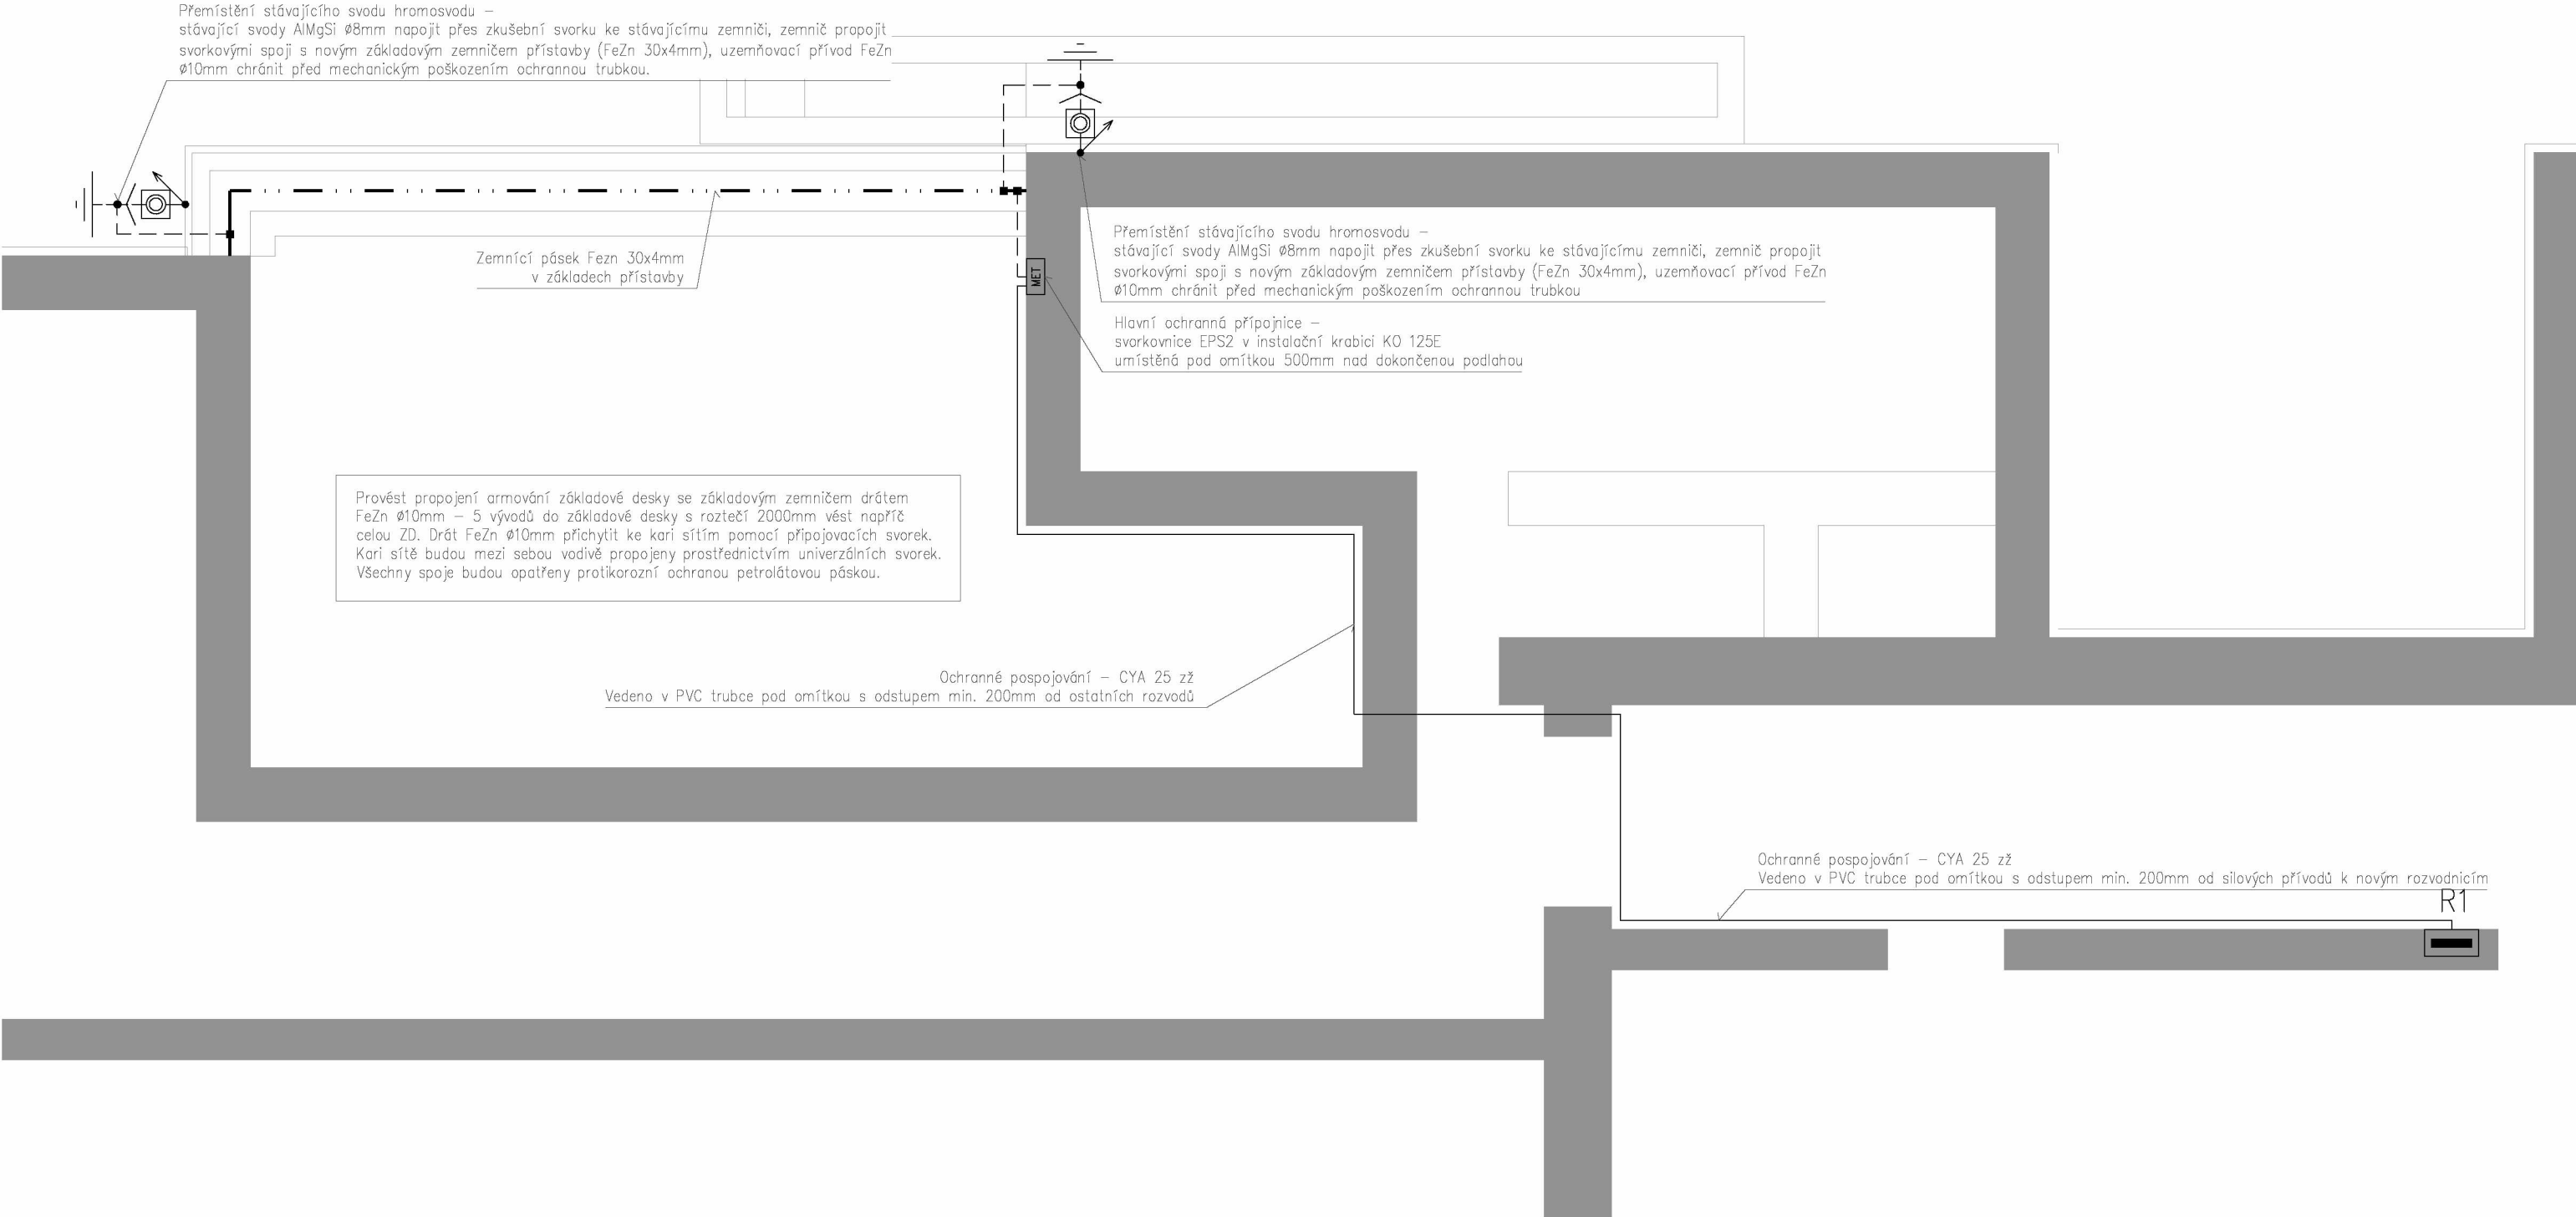 Přemístění stávajícího svodu hromosvodu –
stávající svody AlMgSi ø8mm napojit přes zkušební svorku ke stávajícímu zemniči, zemnič propojit
svorkovými spoji s novým základovým zemničem přístavby (FeZn 30x4mm), uzemňovací přívod FeZn
ø10mm chránit před mechanickým poškozením ochrannou trubkou.
Zemnící pásek Fezn 30x4mm
v základech přístavby
Přemístění stávajícího svodu hromosvodu –
stávající svody AlMgSi ø8mm napojit přes zkušební svorku ke stávajícímu zemniči, zemnič propojit
svorkovými spoji s novým základovým zemničem přístavby (FeZn 30x4mm), uzemňovací přívod FeZn
ø10mm chránit před mechanickým poškozením ochrannou trubkou
MET
Hlavní ochranná přípojnice –
svorkovnice EPS2 v instalační krabici KO 125E
umístěná pod omítkou 500mm nad dokončenou podlahou
Provést propojení armování základové desky se základovým zemničem drátem
FeZn ø10mm – 5 vývodů do základové desky s roztečí 2000mm vést napříč
celou ZD. Drát FeZn ø10mm přichytit ke kari sítím pomocí připojovacích svorek.
Kari sítě budou mezi sebou vodivě propojeny prostřednictvím univerzálních svorek.
Všechny spoje budou opatřeny protikorozní ochranou petrolátovou páskou.
Ochranné pospojování – CYA 25 zž
Vedeno v PVC trubce pod omítkou s odstupem min. 200mm od ostatních rozvodů
Ochranné pospojování – CYA 25 zž
Vedeno v PVC trubce pod omítkou s odstupem min. 200mm od silových přívodů k novým rozvodnicím
R1